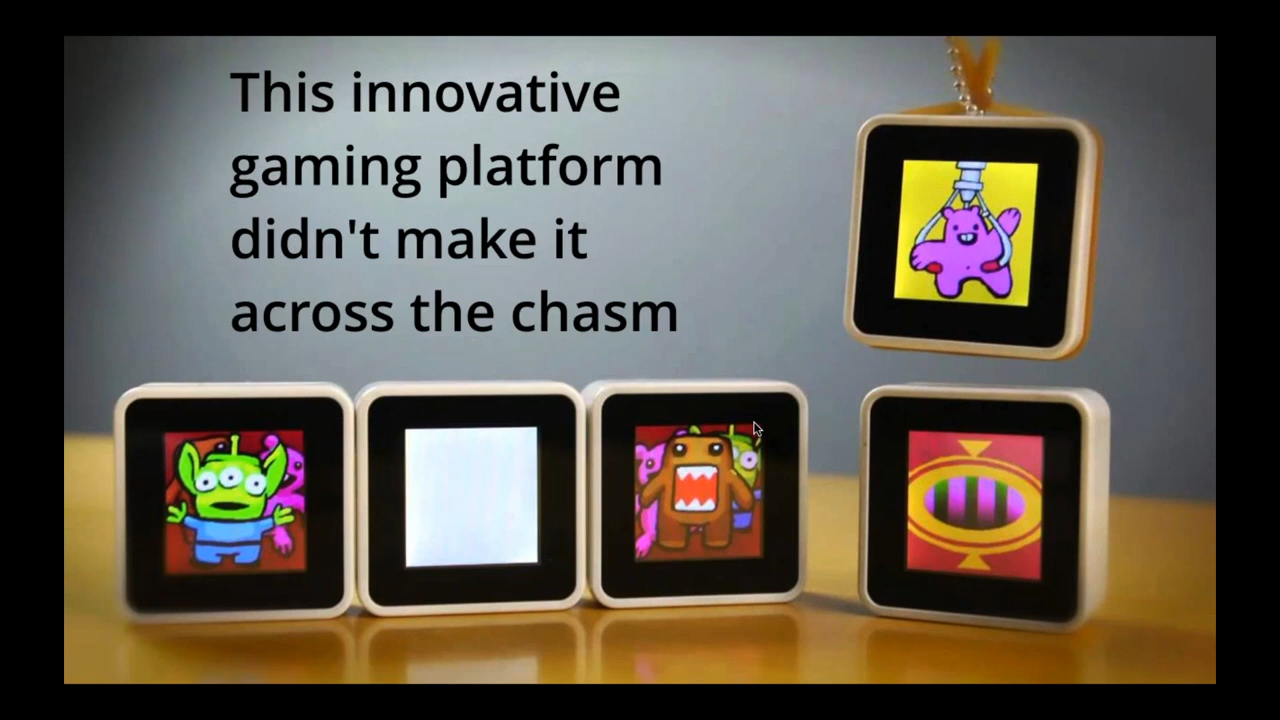 This innovative
gaming platform
didn't make it
across the chasm